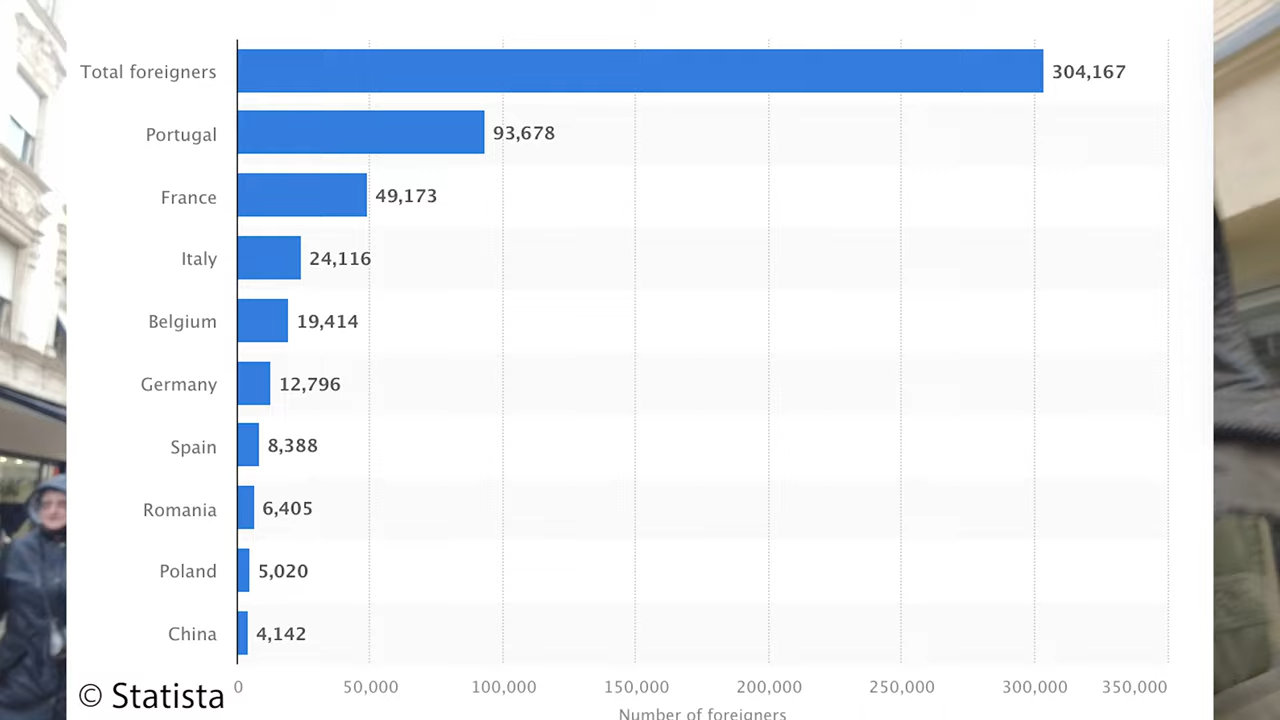 Total foreigners 304,167
Portugal 93,678
France 49,173
Italy 24,116
Belgium 19,414
Germany 12,796
Spain 8,388
Romania 6,405
Poland 5,020
China 4,142
0 50,000 100,000 150,000 200,000 250,000 300,000 350,000
Number of foreigners
© Statista